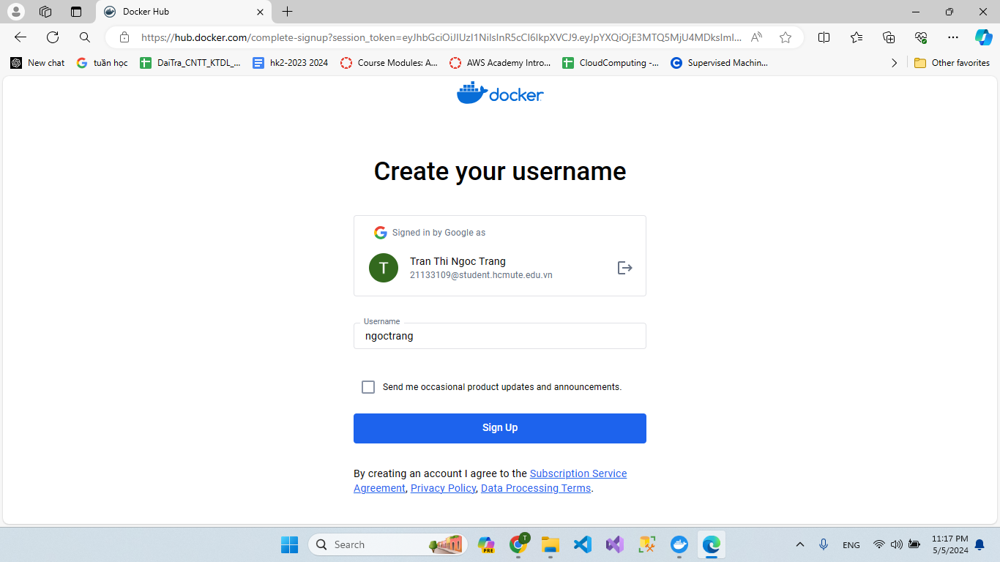 Docker Hub
https://hub.docker.com/complete-signup?session_token=eyJhbGciOiJIUzI1NiIsInR5cCI6IkpXVCJ9.eyJpYXQiOjE3MTQ5MjU4MDksImI...
New chat
tuần học
DaiTra_CNTT_KTDL_...
hk2-2023 2024
Course Modules: A...
AWS Academy Intro...
CloudComputing -...
Supervised Machin...
Other favorites
docker
Create your username
Signed in by Google as
T
Tran Thi Ngoc Trang
21133109@student.hcmute.edu.vn
Username
ngoctrang
Send me occasional product updates and announcements.
Sign Up
By creating an account I agree to the Subscription Service
Agreement, Privacy Policy, Data Processing Terms.
Search
PRE
T
ENG
11:17 PM
5/5/2024